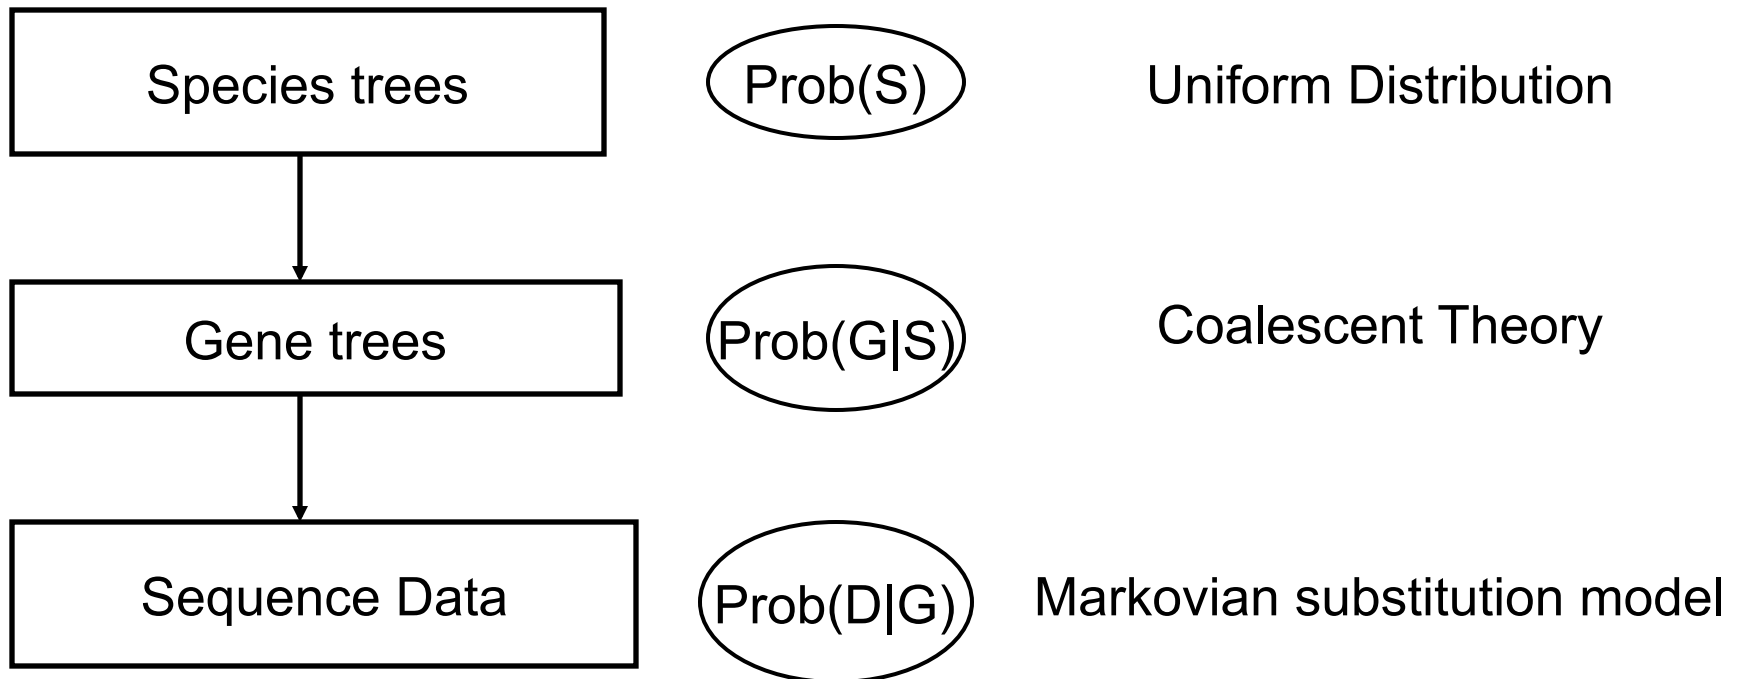 Species trees
Prob(S)
Uniform Distribution
Gene trees
Prob(G|S)
Coalescent Theory
Sequence Data
Prob(D|G)
Markovian substitution model